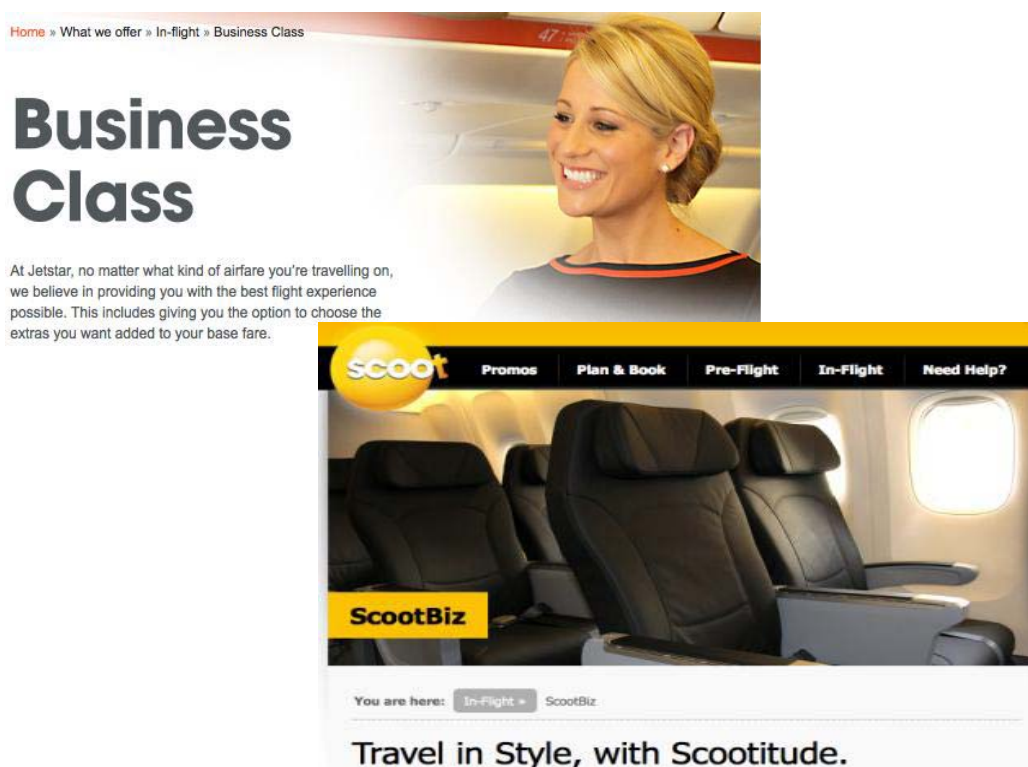 Home » What we offer » In-flight » Business Class
47
Business
Class
At Jetstar, no matter what kind of airfare you're travelling on,
we believe in providing you with the best flight experience
possible. This includes giving you the option to choose the
extras you want added to your base fare.
scoot
Promos Plan & Book Pre-Flight In-Flight Need Help?
ScootBiz
You are here: In-Flight » ScootBiz
Travel in Style, with Scootitude.